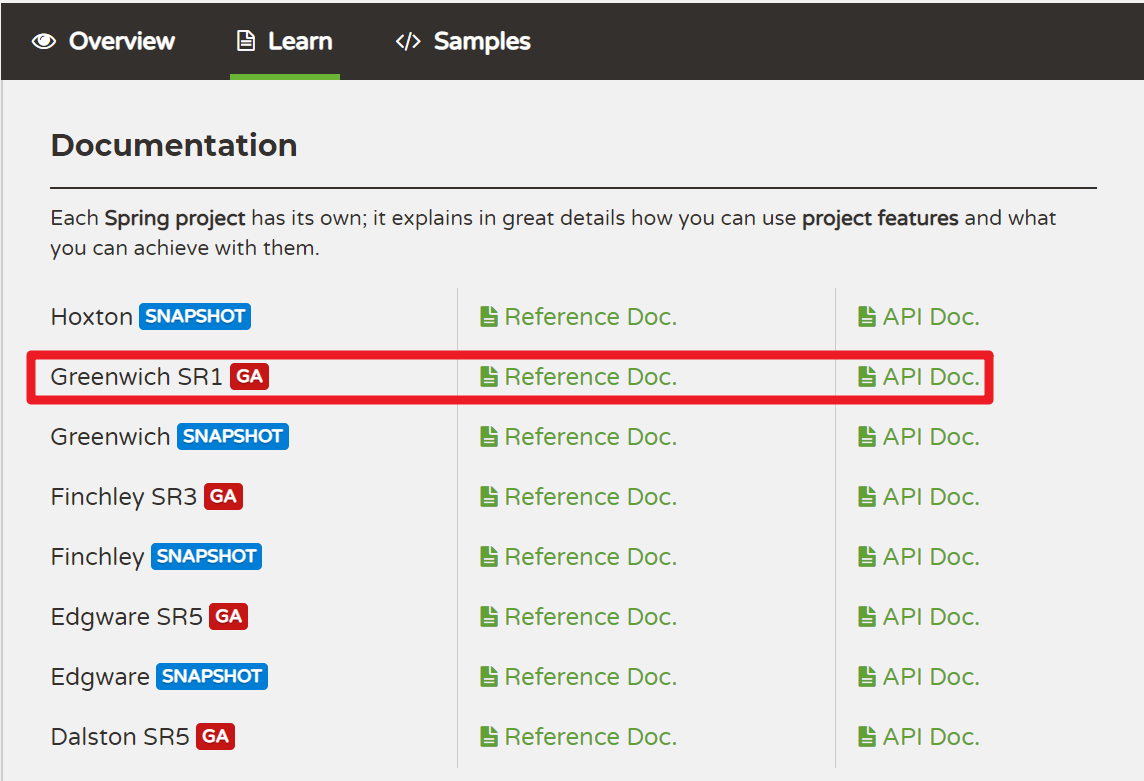 Overview Learn Samples
Documentation
Each Spring project has its own; it explains in great details how you can use project features and what
you can achieve with them.
Hoxton SNAPSHOT Reference Doc. API Doc.
Greenwich SR1 GA Reference Doc. API Doc.
Greenwich SNAPSHOT Reference Doc. API Doc.
Finchley SR3 GA Reference Doc. API Doc.
Finchley SNAPSHOT Reference Doc. API Doc.
Edgware SR5 GA Reference Doc. API Doc.
Edgware SNAPSHOT Reference Doc. API Doc.
Dalston SR5 GA Reference Doc. API Doc.